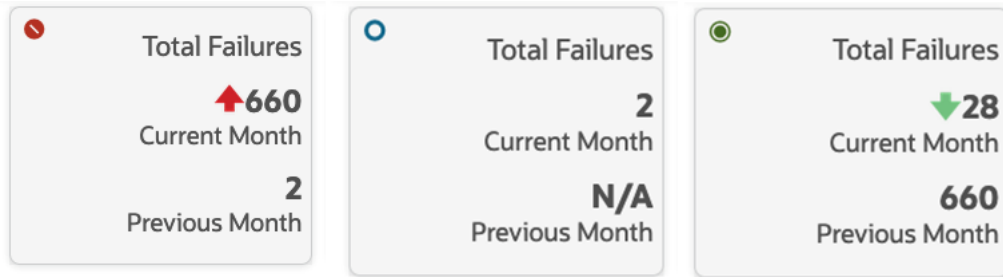 Total Failures
660
Current Month
2
Previous Month
Total Failures
2
Current Month
N/A
Previous Month
Total Failures
28
Current Month
660
Previous Month